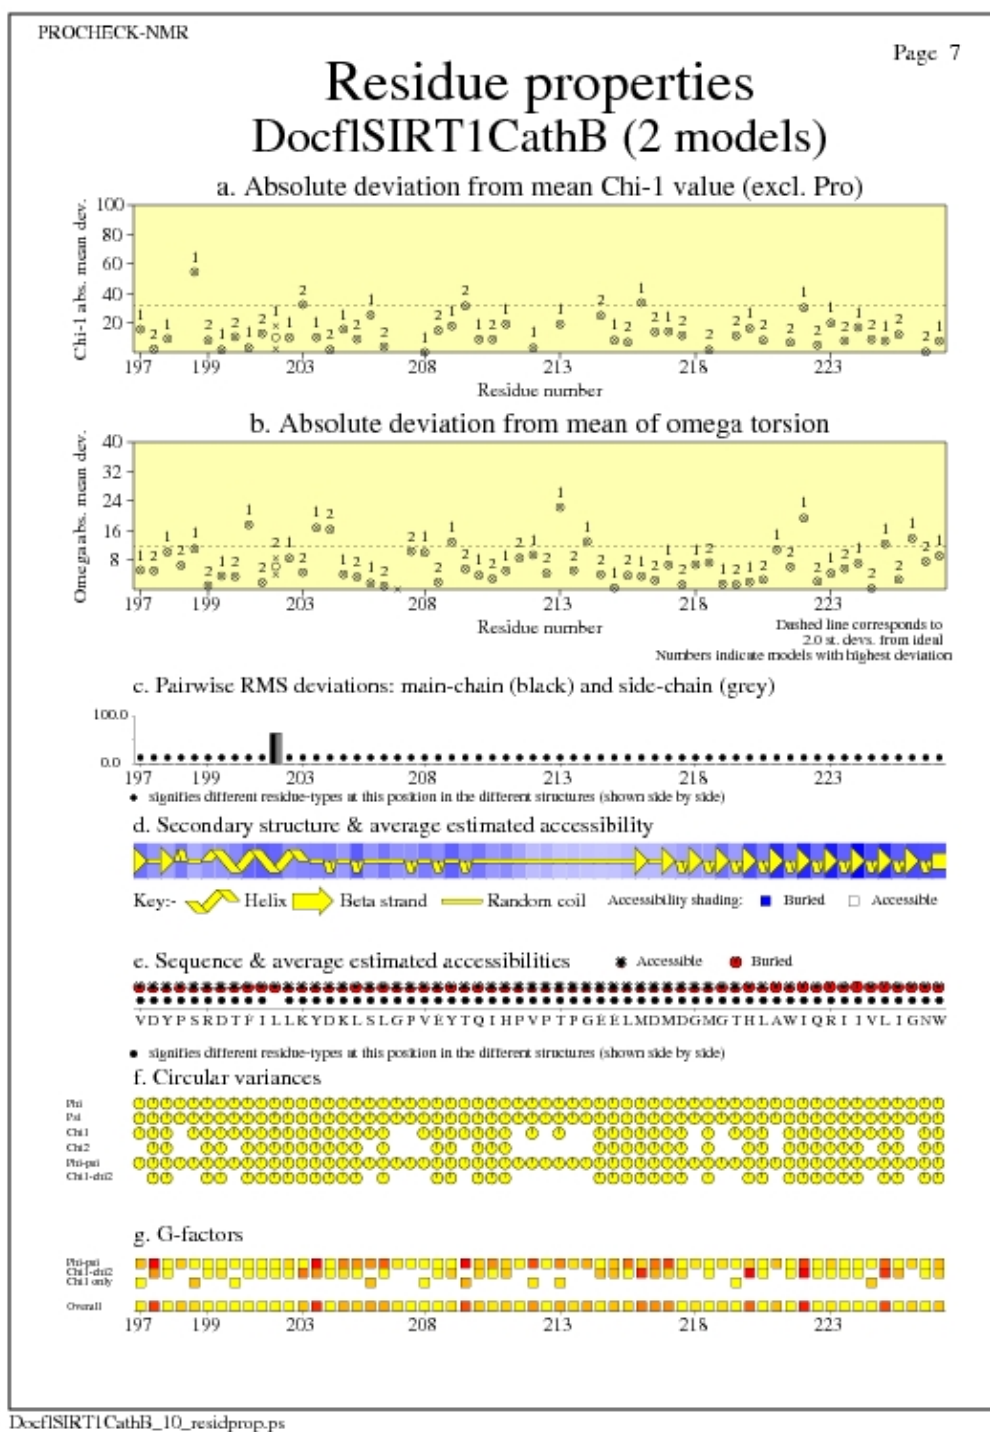 PROCHECK-NMR
Page 7
Residue properties
DocflSIRT1CathB (2 models)
a. Absolute deviation from mean Chi-1 value (excl. Pro)
Chi-1 abs. mean dev.
100
80
60
40
20
197 199 203 208 213 218 223
Residue number
b. Absolute deviation from mean of omega torsion
Omega abs. mean dev.
40
32
24
16
8
197 199 203 208 213 218 223
Residue number
Dashed line corresponds to
2.0 st. devs. from ideal
Numbers indicate models with highest deviation
c. Pairwise RMS deviations: main-chain (black) and side-chain (grey)
100.0
0.0
197 199 203 208 213 218 223
signifies different residue-types at this position in the different structures (shown side by side)
d. Secondary structure & average estimated accessibility
Key:- Helix Beta strand Random coil Accessibility shading: Buried Accessible
e. Sequence & average estimated accessibilities Accessible Buried
V D Y P S R D T F I L L K Y D K L S L G P V E Y T Q I H P V P T P G E E L M D M D G M G T H L A W I Q R I I V L I G N W
signifies different residue-types at this position in the different structures (shown side by side)
f. Circular variances
Phi
Psi
Chi1
Chi2
Phi-psi
Chi1-chi2
g. G-factors
Phi-psi
Chi1-chi2
Chi1 only
Overall
197 199 203 208 213 218 223
DocflSIRT1CathB_10_residprop.ps